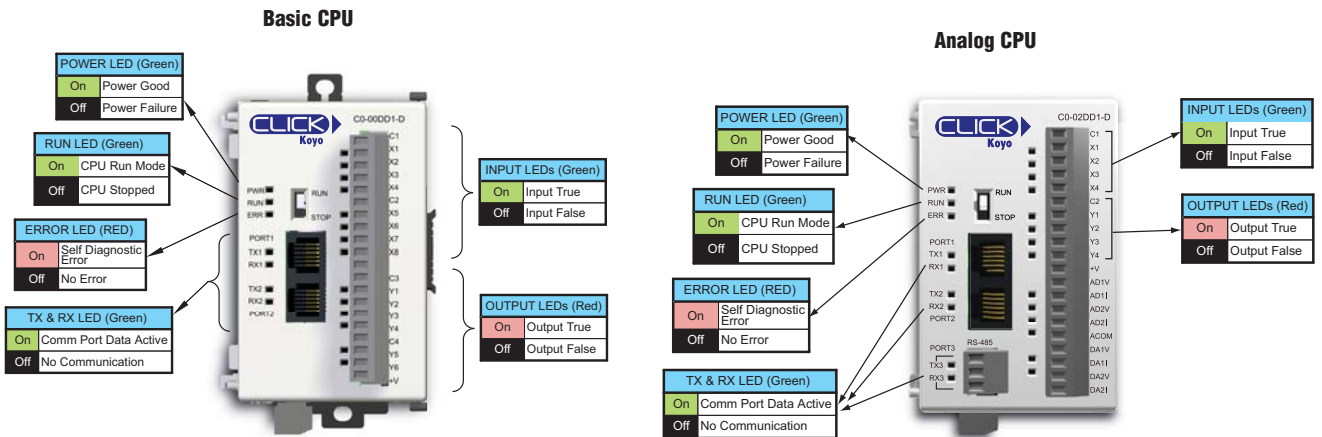 Basic CPU
POWER LED (Green)
On Power Good
Off Power Failure
RUN LED (Green)
On CPU Run Mode
Off CPU Stopped
ERROR LED (RED)
On Self Diagnostic
Error
Off No Error
TX & RX LED (Green)
On Comm Port Data Active
Off No Communication
CLICK
Koyo
C0-00DD1-D
PWR
RUN
ERR
RUN
STOP
PORT1
TX1
RX1
TX2
RX2
PORT2
C1
X1
X2
X3
X4
C2
X5
X6
X7
X8
C3
Y1
Y2
Y3
Y4
C4
Y5
Y6
+V
INPUT LEDs (Green)
On Input True
Off Input False
OUTPUT LEDs (Red)
On Output True
Off Output False
Analog CPU
POWER LED (Green)
On Power Good
Off Power Failure
RUN LED (Green)
On CPU Run Mode
Off CPU Stopped
ERROR LED (RED)
On Self Diagnostic
Error
Off No Error
TX & RX LED (Green)
On Comm Port Data Active
Off No Communication
CLICK
Koyo
C0-02DD1-D
PWR
RUN
ERR
RUN
STOP
PORT1
TX1
RX1
TX2
RX2
PORT2
PORT3
RS-485
TX3
RX3
C1
X1
X2
X3
X4
C2
Y1
Y2
Y3
Y4
+V
AD1V
AD1I
AD2V
AD2I
ACOM
DA1V
DA1I
DA2V
DA2I
INPUT LEDs (Green)
On Input True
Off Input False
OUTPUT LEDs (Red)
On Output True
Off Output False